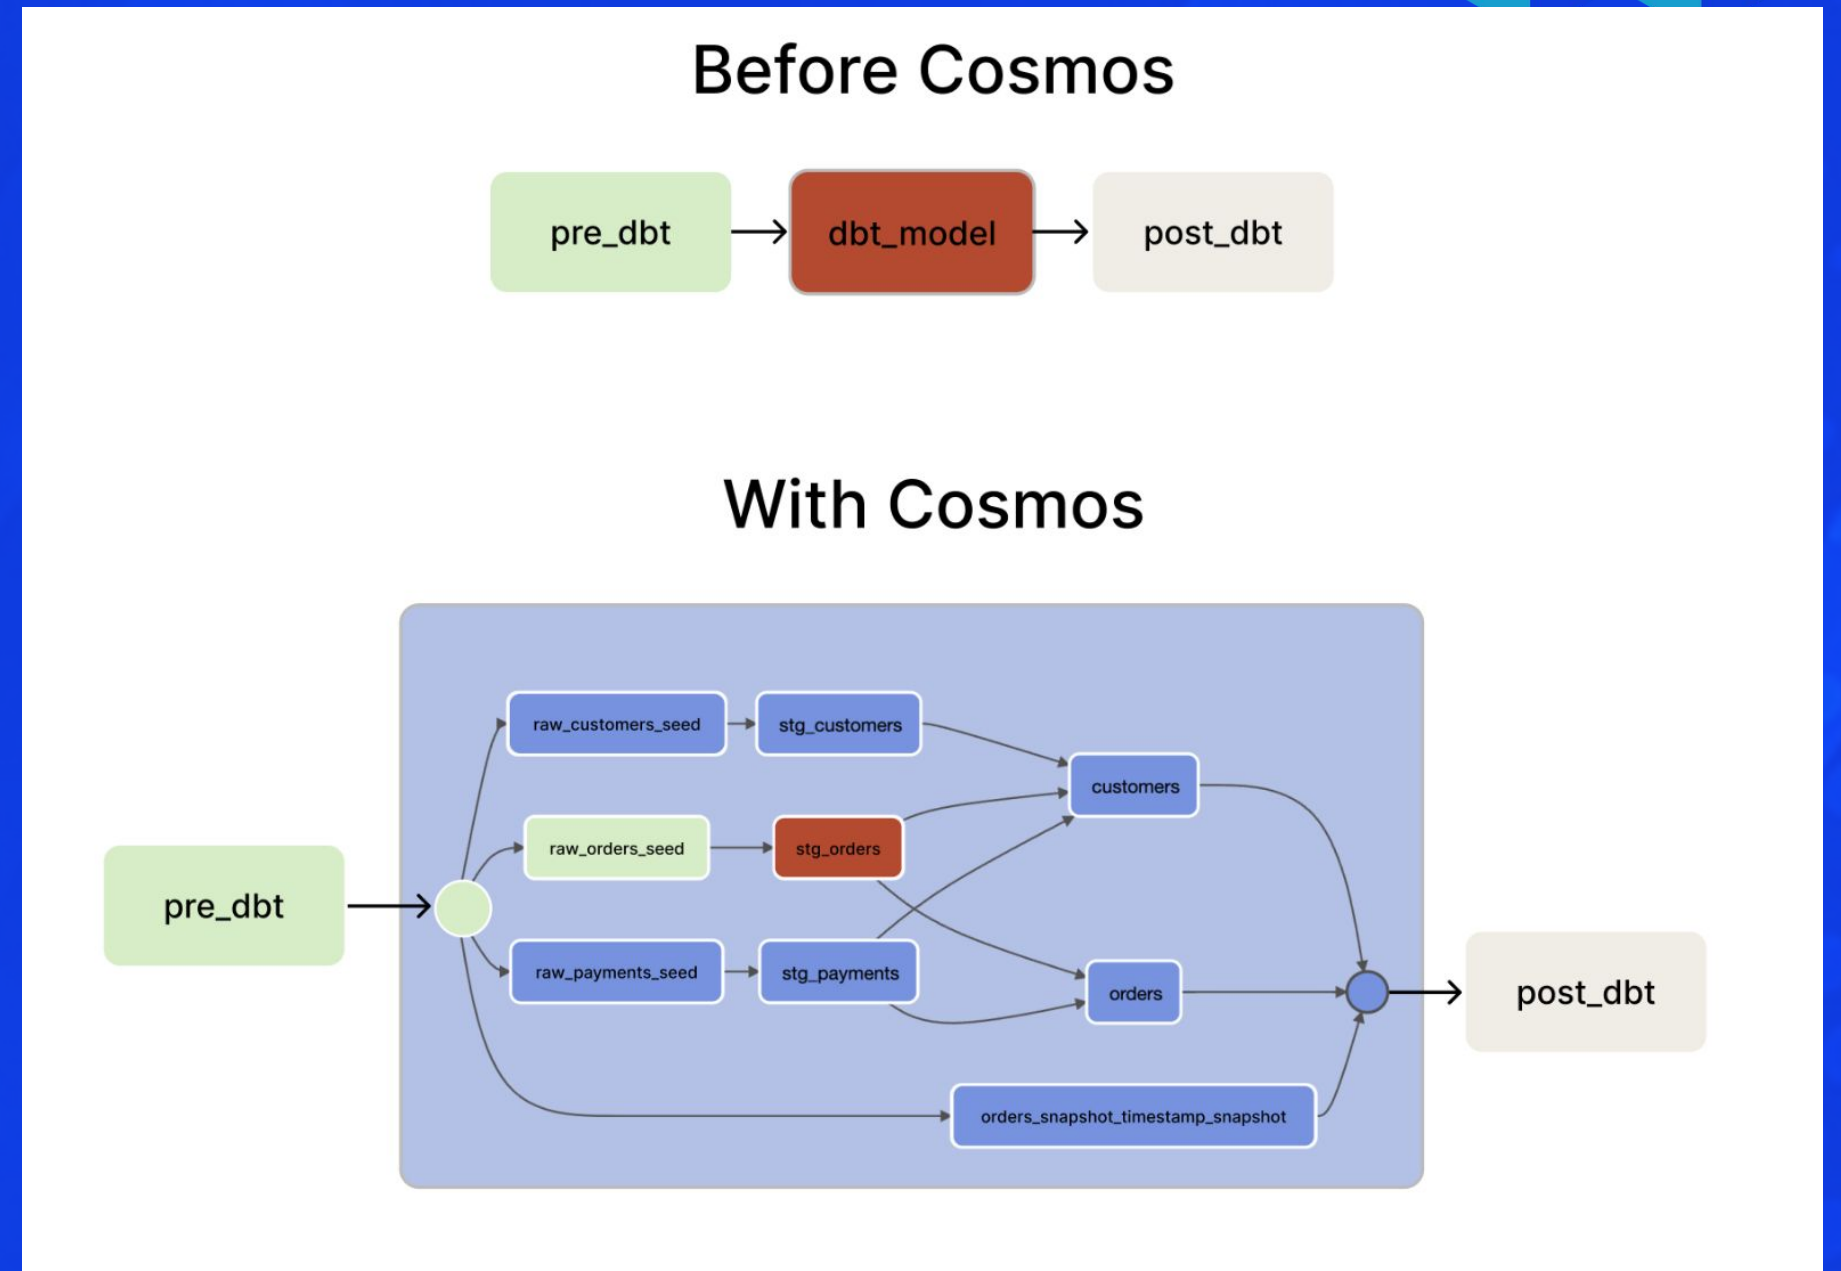 Before Cosmos
pre_dbt
dbt_model
post_dbt
With Cosmos
raw_customers_seed
stg_customers
customers
raw_orders_seed
stg_orders
pre_dbt
raw_payments_seed
stg_payments
orders
post_dbt
orders_snapshot_timestamp_snapshot